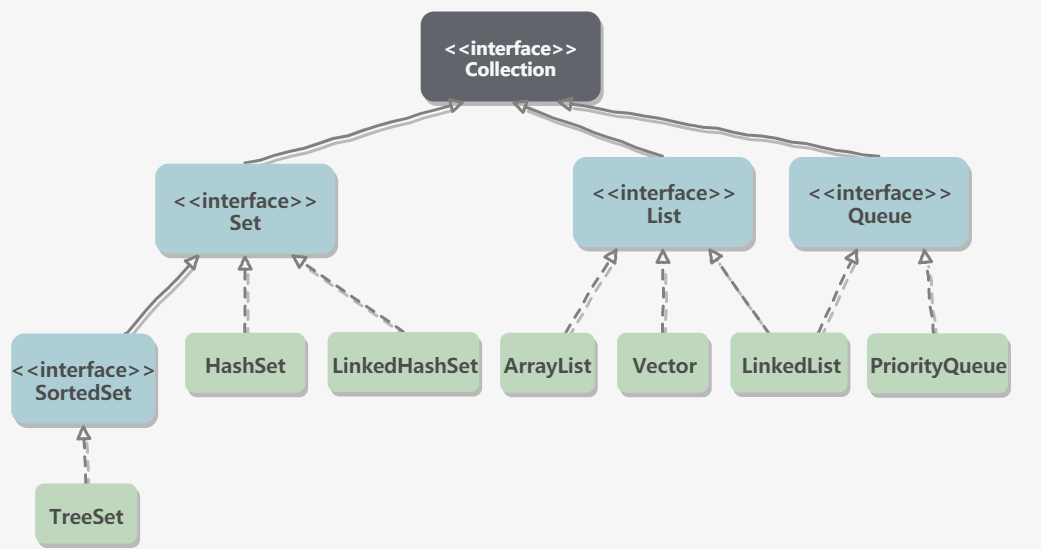 <<interface>>
Collection
<<interface>>
Set
<<interface>>
List
<<interface>>
Queue
<<interface>>
SortedSet
HashSet
LinkedHashSet
ArrayList
Vector
LinkedList
PriorityQueue
TreeSet